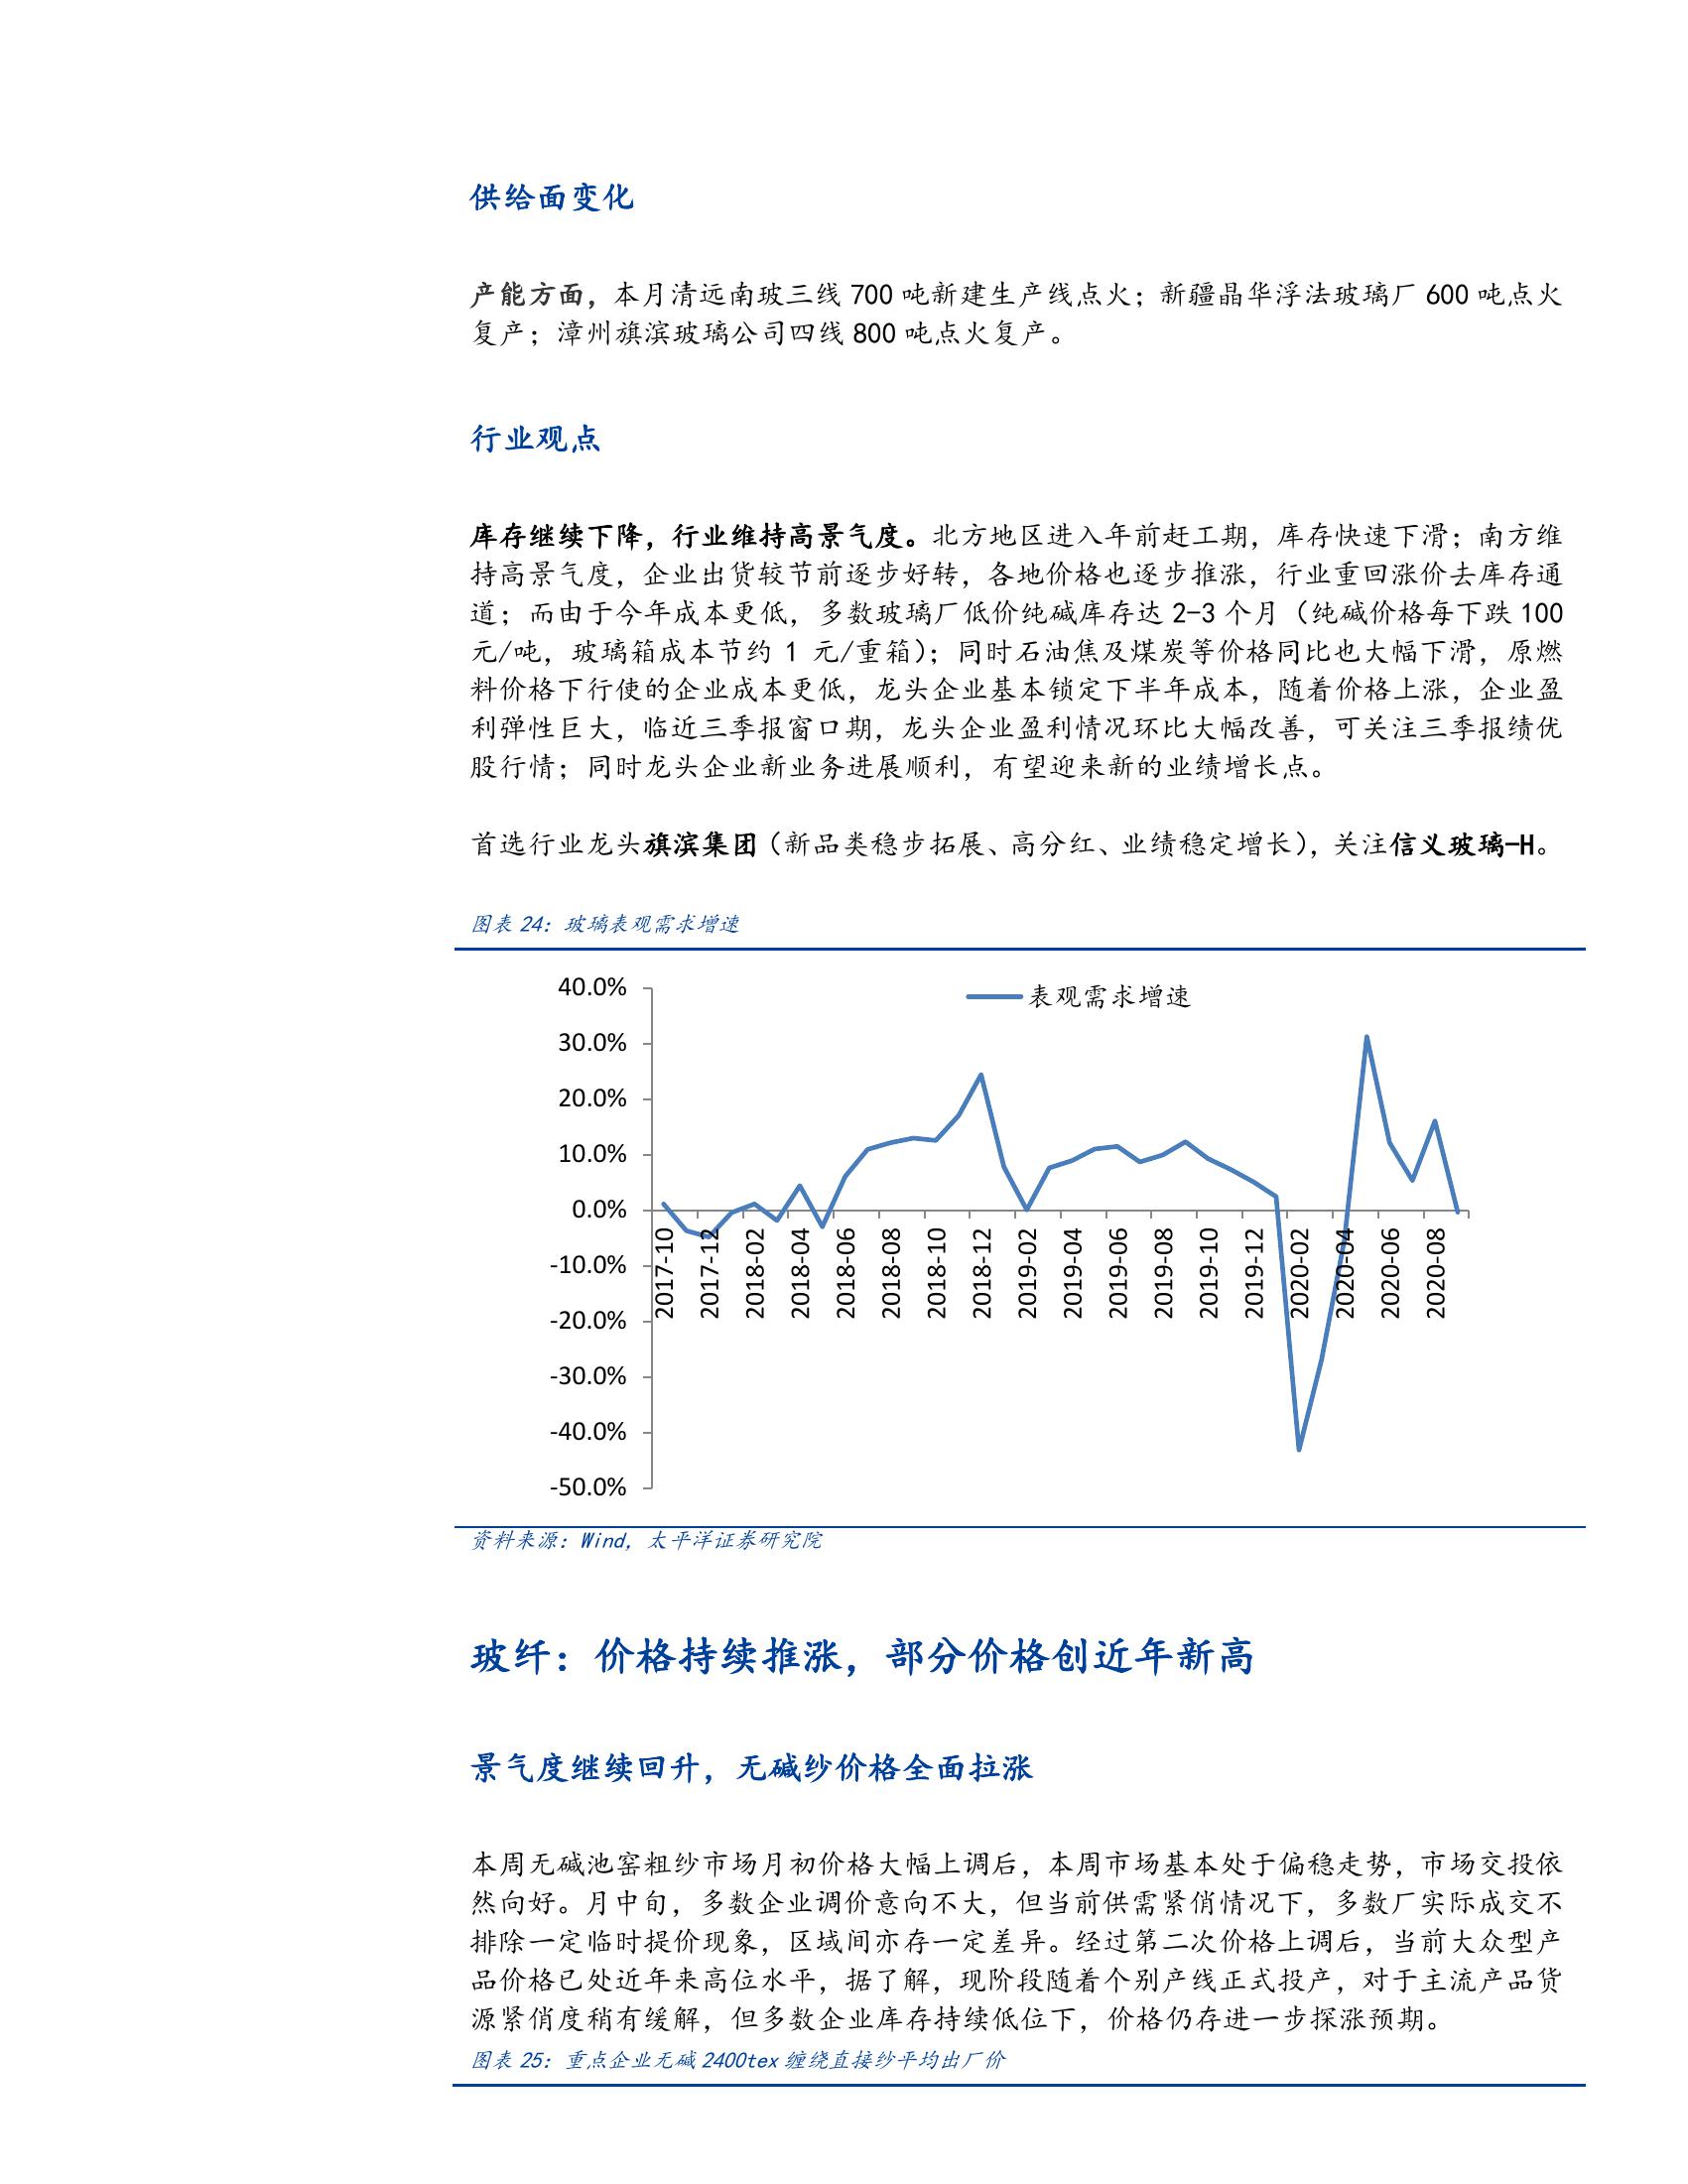 供给面变化
产能方面，本月清远南玻三线 700 吨新建生产线点火；新疆晶华浮法玻璃厂 600 吨点火
复产；漳州旗滨玻璃公司四线 800 吨点火复产。
行业观点
库存继续下降，行业维持高景气度。北方地区进入年前赶工期，库存快速下滑；南方维
持高景气度，企业出货较节前逐步好转，各地价格也逐步推涨，行业重回涨价去库存通
道；而由于今年成本更低，多数玻璃厂低价纯碱库存达 2-3 个月（纯碱价格每下跌 100
元/吨，玻璃箱成本节约 1 元/重箱）；同时石油焦及煤炭等价格同比也大幅下滑，原燃
料价格下行使的企业成本更低，龙头企业基本锁定下半年成本，随着价格上涨，企业盈
利弹性巨大，临近三季报窗口期，龙头企业盈利情况环比大幅改善，可关注三季报绩优
股行情；同时龙头企业新业务进展顺利，有望迎来新的业绩增长点。
首选行业龙头旗滨集团（新品类稳步拓展、高分红、业绩稳定增长），关注信义玻璃-H。
图表 24：玻璃表观需求增速
表观需求增速
40.0%
30.0%
20.0%
10.0%
0.0%
-10.0%
-20.0%
-30.0%
-40.0%
-50.0%
2017-10
2017-12
2018-02
2018-04
2018-06
2018-08
2018-10
2018-12
2019-02
2019-04
2019-06
2019-08
2019-10
2019-12
2020-02
2020-04
2020-06
2020-08
资料来源：Wind，太平洋证券研究院
玻纤：价格持续推涨，部分价格创近年新高
景气度继续回升，无碱纱价格全面拉涨
本周无碱池窑粗纱市场月初价格大幅上调后，本周市场基本处于偏稳走势，市场交投依
然向好。月中旬，多数企业调价意向不大，但当前供需紧俏情况下，多数厂实际成交不
排除一定临时提价现象，区域间亦存一定差异。经过第二次价格上调后，当前大众型产
品价格已处近年来高位水平，据了解，现阶段随着个别产线正式投产，对于主流产品货
源紧俏度稍有缓解，但多数企业库存持续低位下，价格仍存进一步探涨预期。
图表 25：重点企业无碱 2400tex 缠绕直接纱平均出厂价